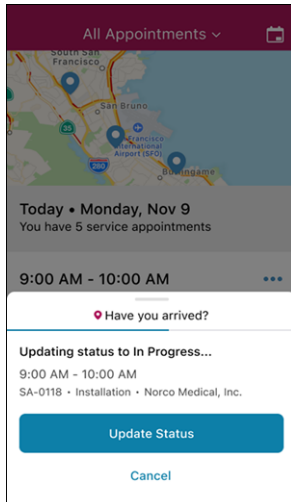 All Appointments
South San
Francisco
San Bruno
35
Francisco
International
Airport (SFO)
280
Burlingame
Today • Monday, Nov 9
You have 5 service appointments
9:00 AM - 10:00 AM
Have you arrived?
Updating status to In Progress...
9:00 AM - 10:00 AM
SA-0118 • Installation • Norco Medical, Inc.
Update Status
Cancel